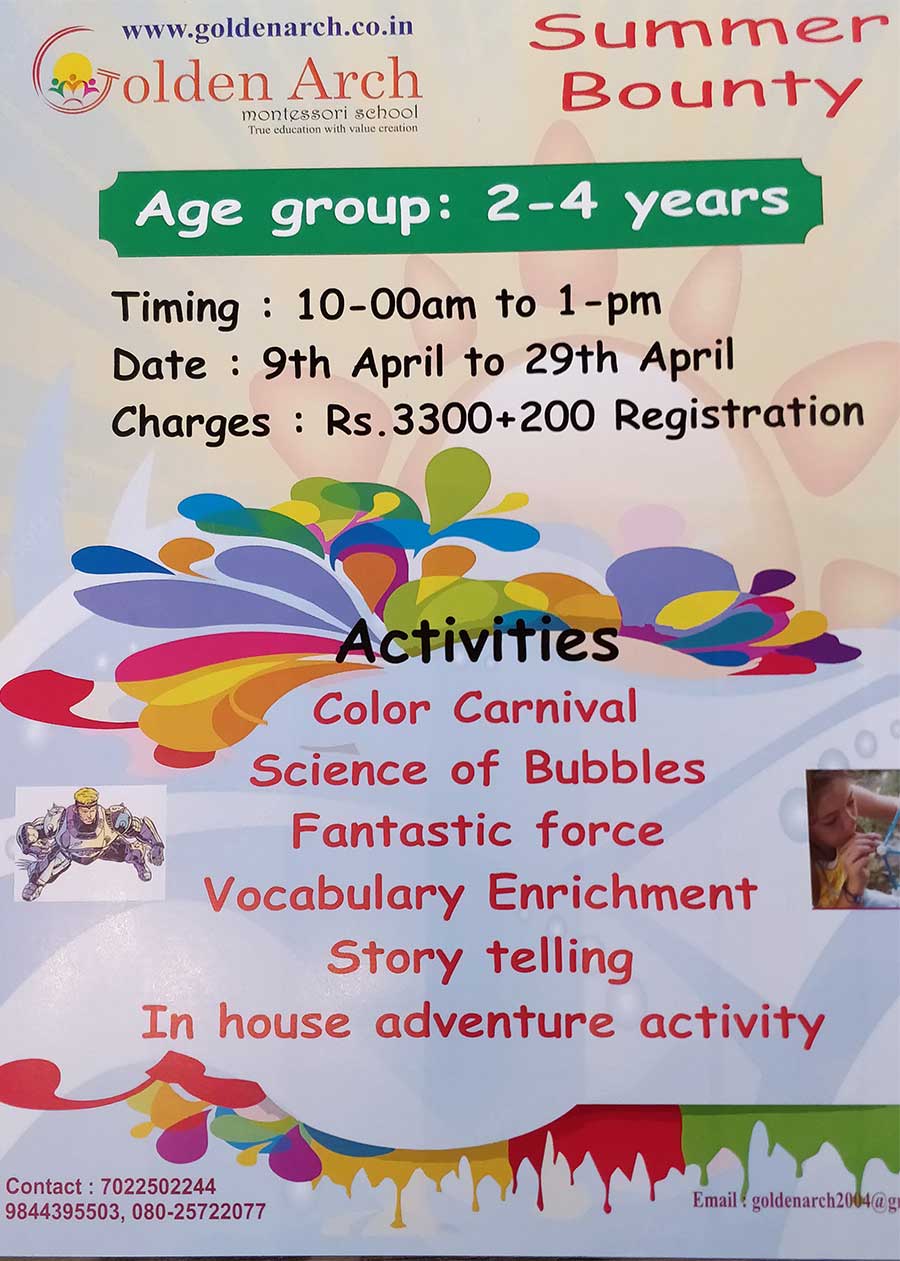 www.goldenarch.co.in
Golden Arch
montessori school
True education with value creation
Summer
Bounty
Age group: 2-4 years
Timing : 10-00am to 1-pm
Date : 9th April to 29th April
Charges : Rs.3300+200 Registration
Activities
Color Carnival
Science of Bubbles
Fantastic force
Vocabulary Enrichment
Story telling
In house adventure activity
Contact : 7022502244
9844395503, 080-25722077
Email : goldenarch2004@g